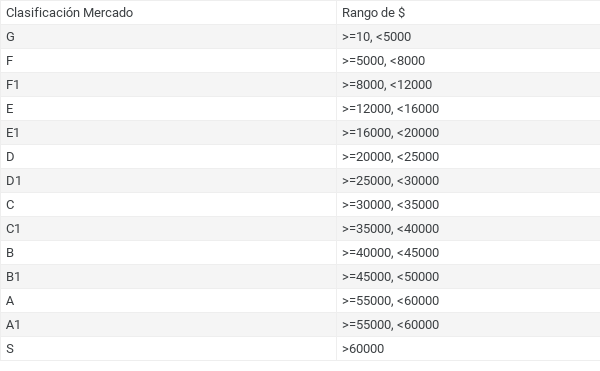 Clasificación Mercado Rango de $
G >=10, <5000
F >=5000, <8000
F1 >=8000, <12000
E >=12000, <16000
E1 >=16000, <20000
D >=20000, <25000
D1 >=25000, <30000
C >=30000, <35000
C1 >=35000, <40000
B >=40000, <45000
B1 >=45000, <50000
A >=55000, <60000
A1 >=55000, <60000
S >60000